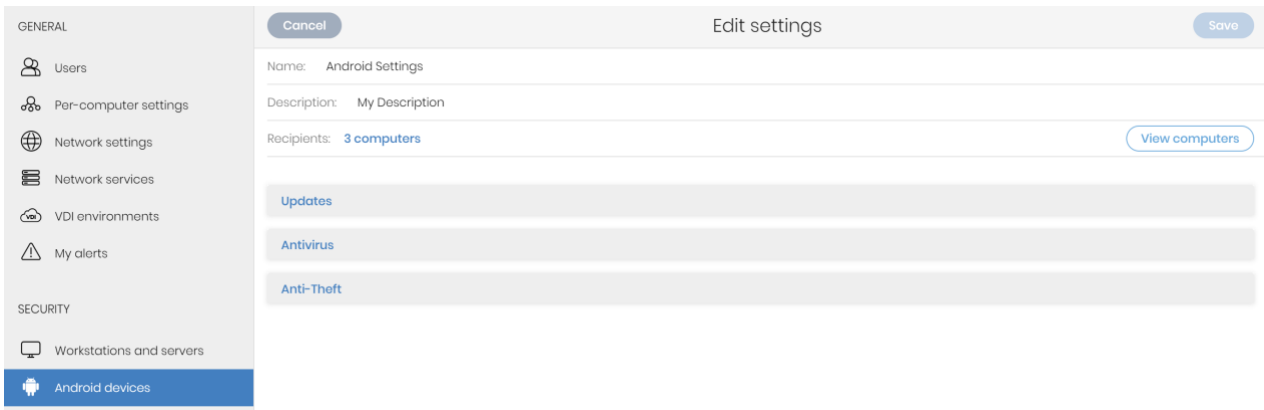 GENERAL
Users
Per-computer settings
Network settings
Network services
VDI
VDI environments
My alerts
SECURITY
Workstations and servers
Android devices
Cancel
Edit settings
Save
Name: Android Settings
Description: My Description
Recipients: 3 computers
View computers
Updates
Antivirus
Anti-Theft